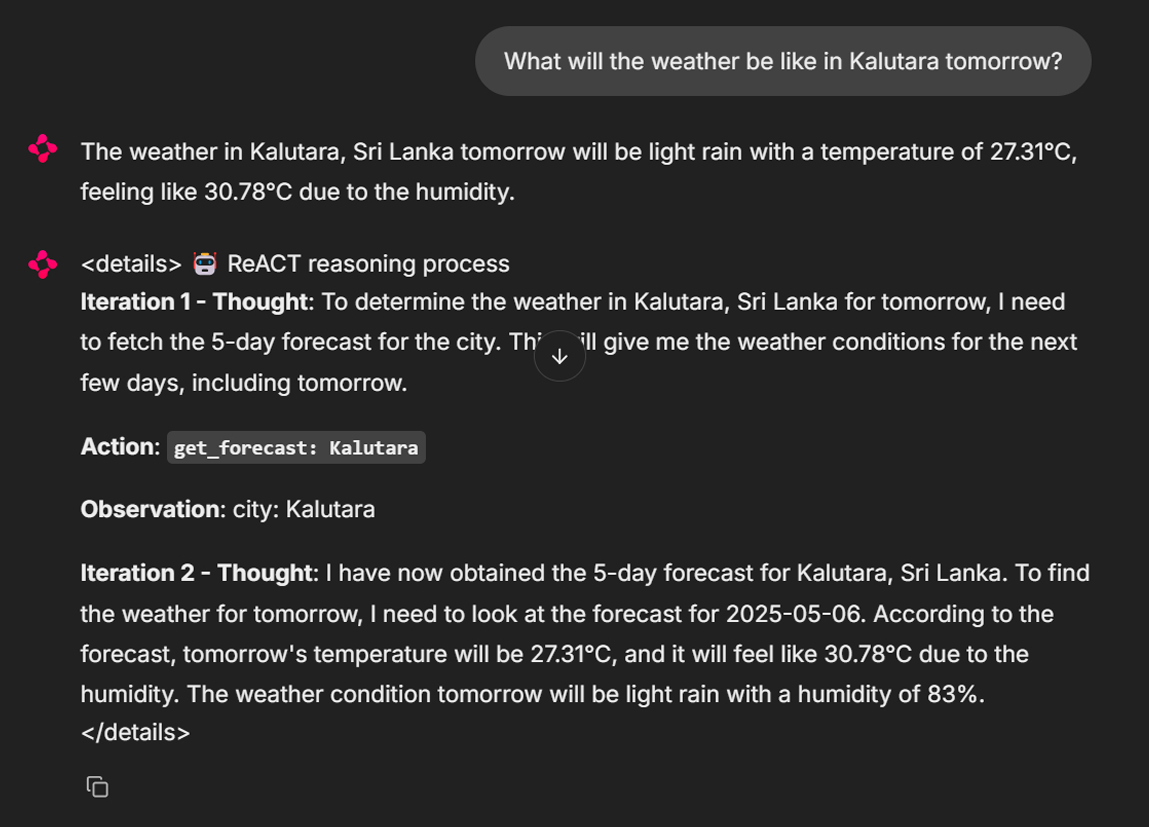 What will the weather be like in Kalutara tomorrow?
The weather in Kalutara, Sri Lanka tomorrow will be light rain with a temperature of 27.31°C,
feeling like 30.78°C due to the humidity.
<details> 🤖 ReACT reasoning process
Iteration 1 - Thought: To determine the weather in Kalutara, Sri Lanka for tomorrow, I need
to fetch the 5-day forecast for the city. This will give me the weather conditions for the next
few days, including tomorrow.
Action: get_forecast: Kalutara
Observation: city: Kalutara
Iteration 2 - Thought: I have now obtained the 5-day forecast for Kalutara, Sri Lanka. To find
the weather for tomorrow, I need to look at the forecast for 2025-05-06. According to the
forecast, tomorrow's temperature will be 27.31°C, and it will feel like 30.78°C due to the
humidity. The weather condition tomorrow will be light rain with a humidity of 83%.
</details>